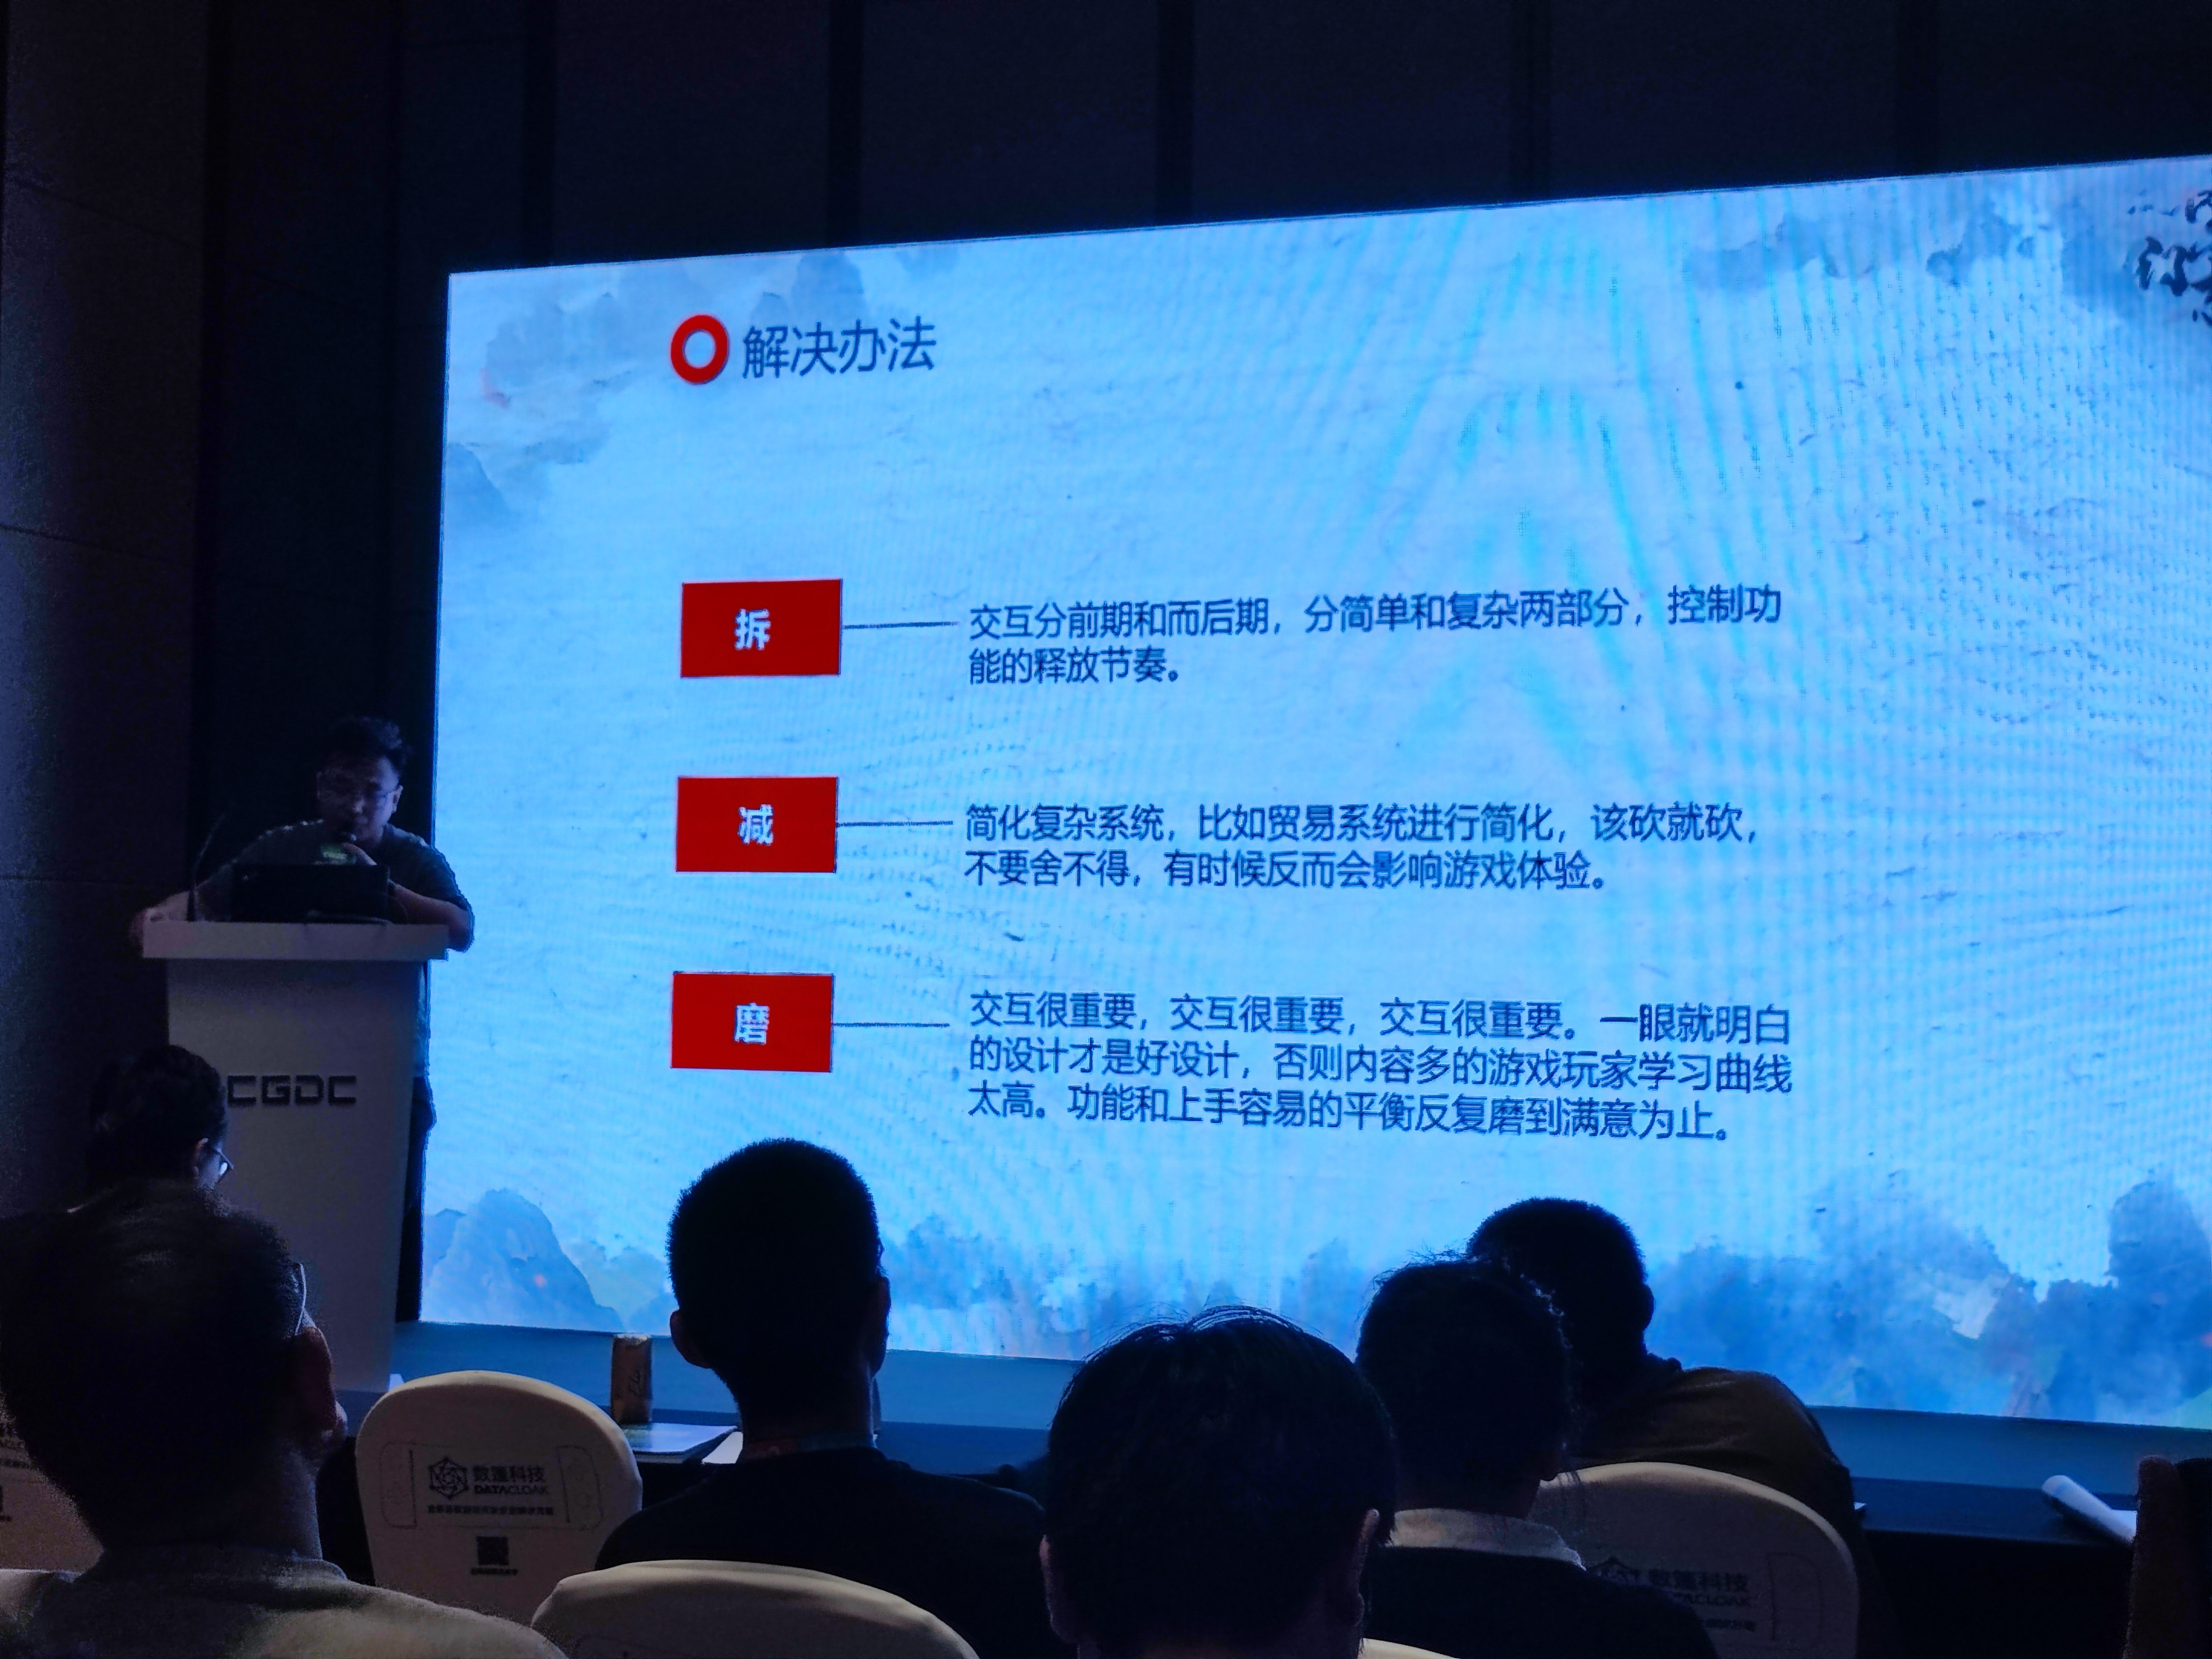 解决办法
拆
交互分前期和而后期，分简单和复杂两部分，控制功
能的释放节奏。
减
简化复杂系统，比如贸易系统进行简化，该砍就砍，
不要舍不得，有时候反而会影响游戏体验。
磨
交互很重要，交互很重要，交互很重要。一眼就明白
的设计才是好设计，否则内容多的游戏玩家学习曲线
太高。功能和上手容易的平衡反复磨到满意为止。
CGDC
数篷科技
DATACLOAK
数篷科技